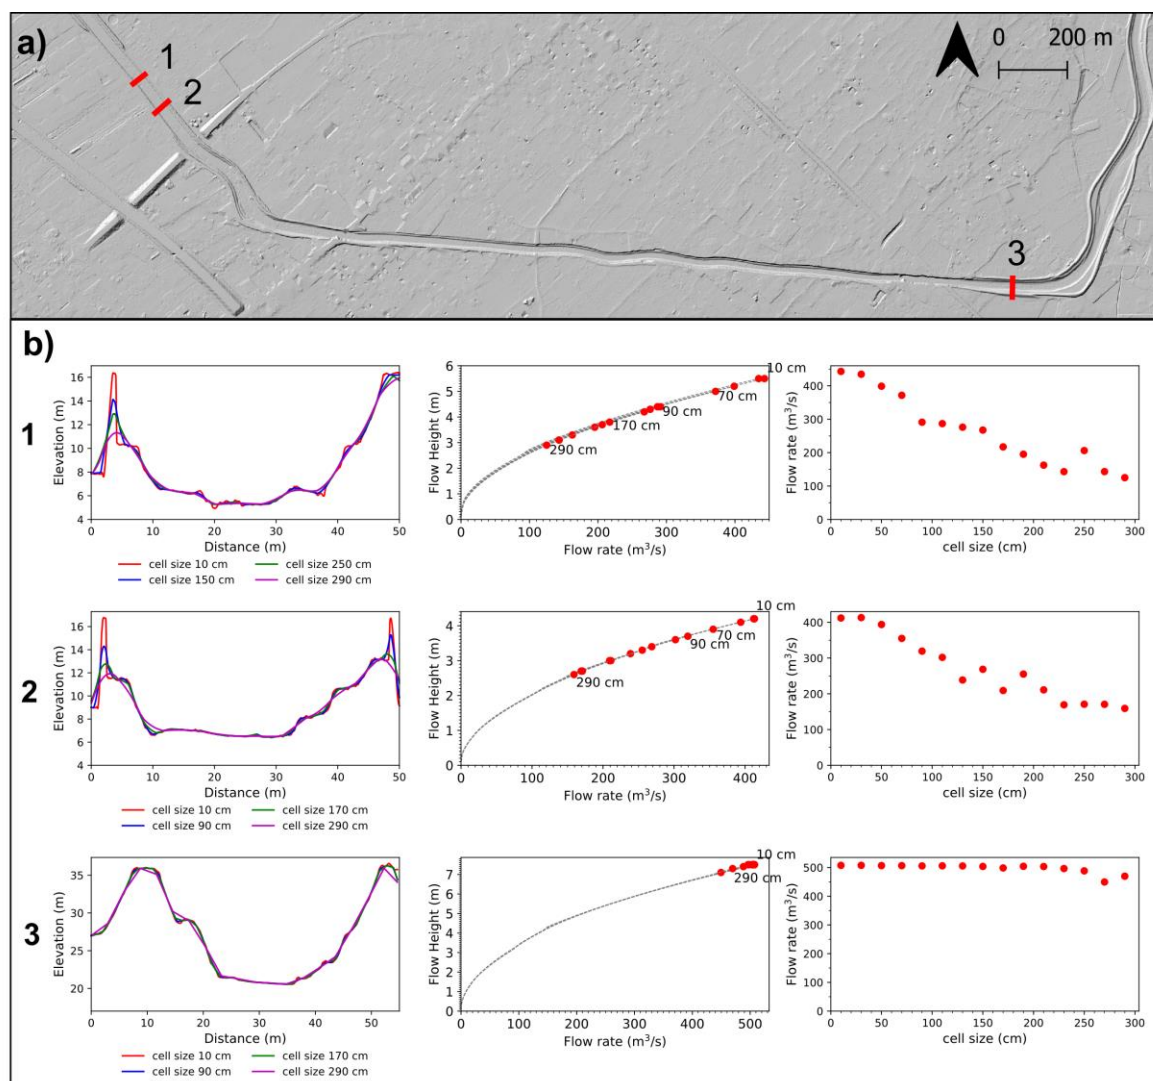 a)
1
2
3
0 200 m
b)
1
Elevation (m)
16
14
12
10
8
6
4
0 10 20 30 40 50
Distance (m)
cell size 10 cm
cell size 150 cm
cell size 250 cm
cell size 290 cm
Flow Height (m)
6
5
4
3
2
1
0
0 100 200 300 400
Flow rate (m³/s)
10 cm
70 cm
90 cm
170 cm
290 cm
Flow rate (m³/s)
400
300
200
100
0
0 50 100 150 200 250 300
cell size (cm)
2
Elevation (m)
16
14
12
10
8
6
4
0 10 20 30 40 50
Distance (m)
cell size 10 cm
cell size 90 cm
cell size 170 cm
cell size 290 cm
Flow Height (m)
4
3
2
1
0
0 100 200 300 400
Flow rate (m³/s)
10 cm
70 cm
90 cm
290 cm
Flow rate (m³/s)
400
300
200
100
0
0 50 100 150 200 250 300
cell size (cm)
3
Elevation (m)
35
30
25
20
0 10 20 30 40 50
Distance (m)
cell size 10 cm
cell size 90 cm
cell size 170 cm
cell size 290 cm
Flow Height (m)
7
6
5
4
3
2
1
0
0 100 200 300 400 500
Flow rate (m³/s)
10 cm
290 cm
Flow rate (m³/s)
500
400
300
200
100
0
0 50 100 150 200 250 300
cell size (cm)